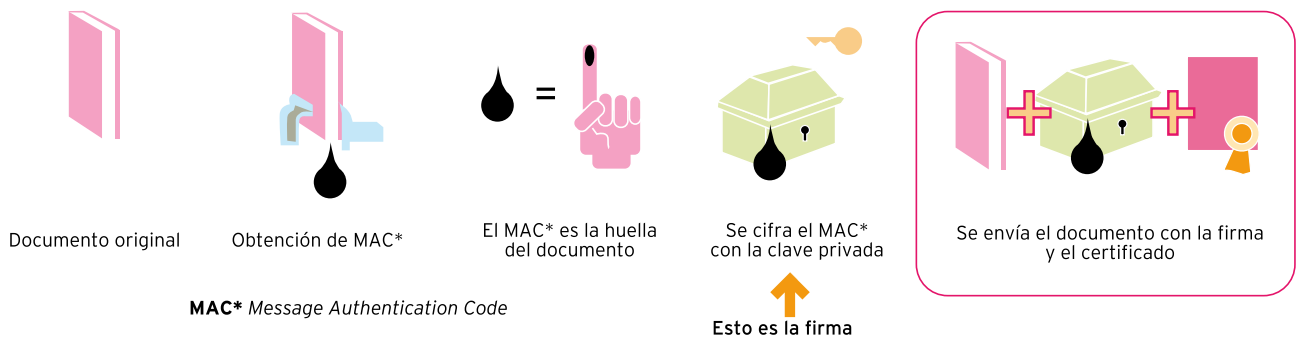 Documento original
Obtención de MAC*
El MAC* es la huella
del documento
Se cifra el MAC*
con la clave privada
Se envía el documento con la firma
y el certificado
MAC* Message Authentication Code
Esto es la firma